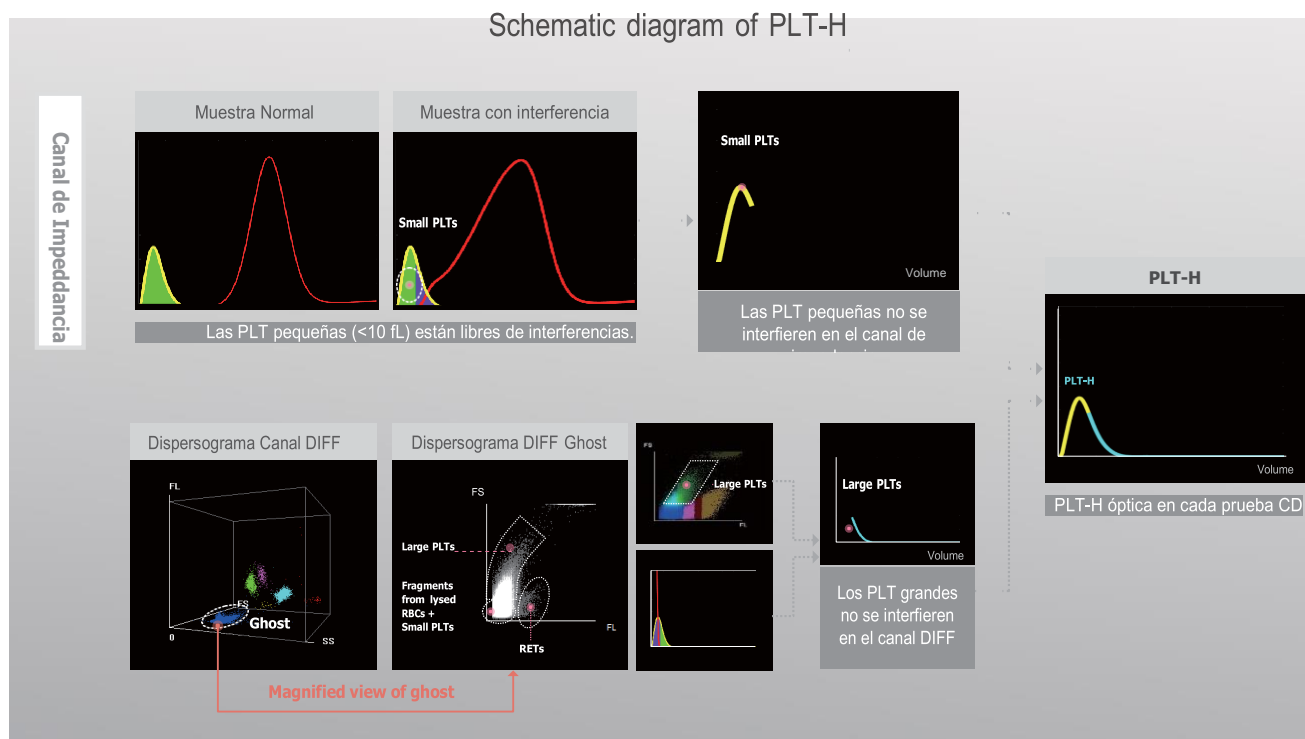 Schematic diagram of PLT-H
Canal de Impeddancia
Muestra Normal
Muestra con interferencia
Small PLTs
Las PLT pequeñas (<10 fL) están libres de interferencias.
Small PLTs
Volume
Las PLT pequeñas no se
interfieren en el canal de
PLT-H
PLT-H
Volume
PLT-H óptica en cada prueba CD
Dispersograma Canal DIFF
FL
FS
Ghost
0
SS
Dispersograma DIFF Ghost
FS
Large PLTs
Fragments
from lysed
RBCs +
Small PLTs
FL
RETs
Magnified view of ghost
FS
Large PLTs
FL
Large PLTs
Volume
Los PLT grandes
no se interfieren
en el canal DIFF